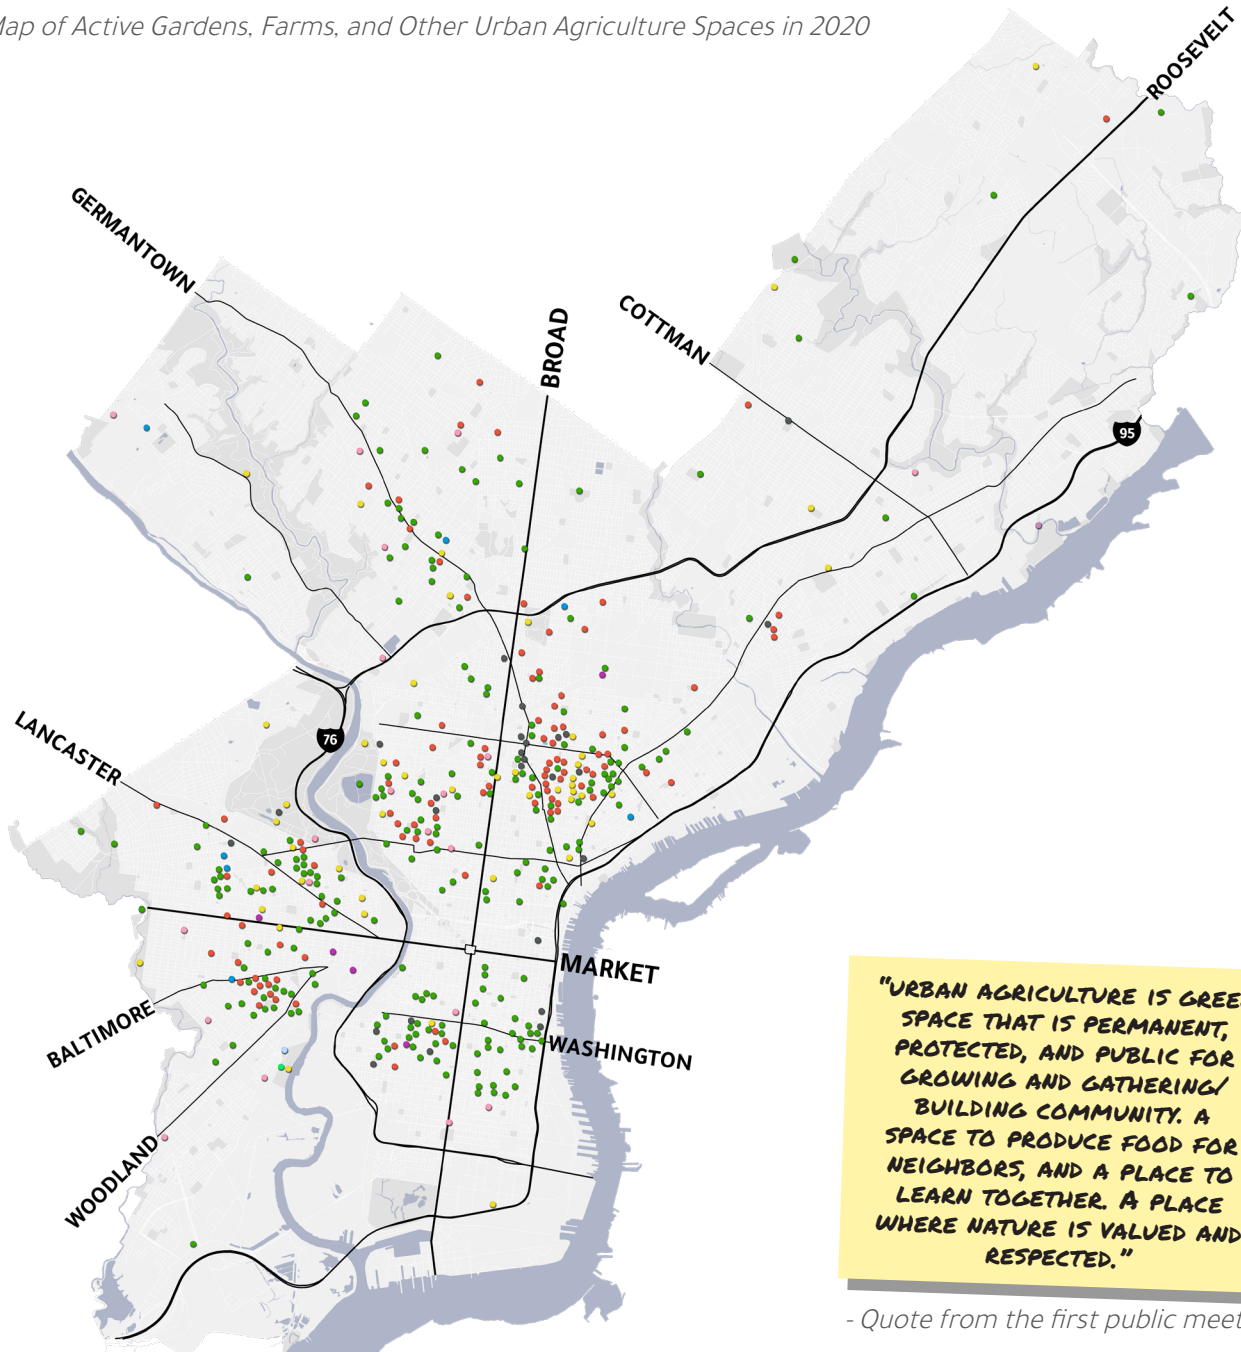 Map of Active Gardens, Farms, and Other Urban Agriculture Spaces in 2020
ROOSEVELT
GERMANTOWN
COTTMAN
BROAD
95
LANCASTER
76
MARKET
BALTIMORE
WASHINGTON
WOODLAND
"URBAN AGRICULTURE IS GREE
SPACE THAT IS PERMANENT,
PROTECTED, AND PUBLIC FOR
GROWING AND GATHERING/
BUILDING COMMUNITY. A
SPACE TO PRODUCE FOOD FOR
NEIGHBORS, AND A PLACE TO
LEARN TOGETHER. A PLACE
WHERE NATURE IS VALUED AND
RESPECTED."
- Quote from the first public meet